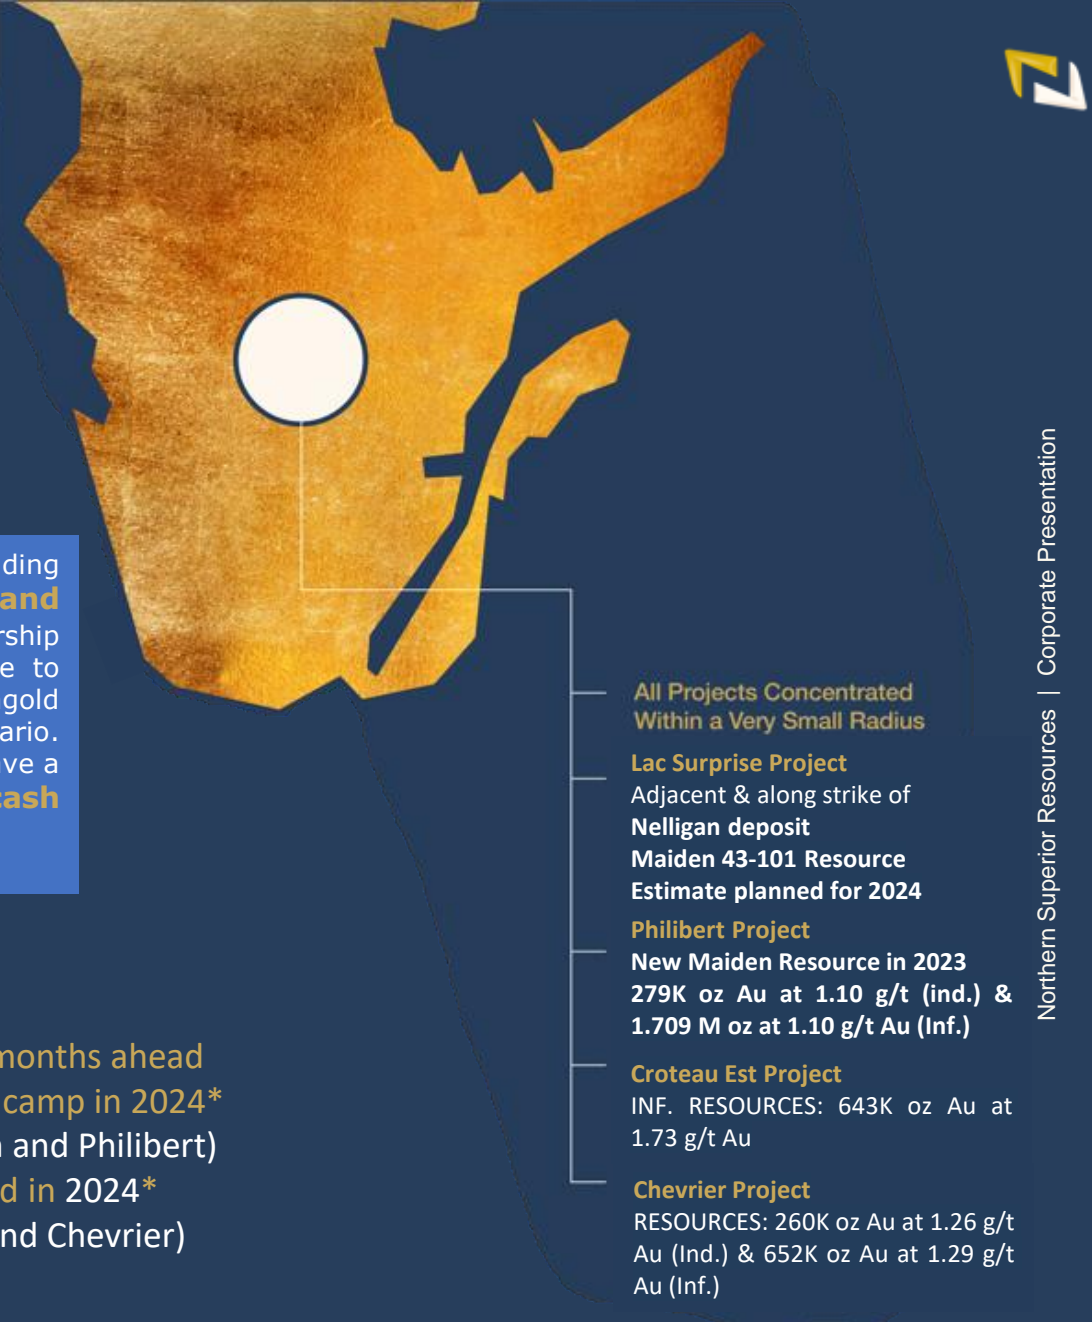 ding
and
rship
e to
gold
ario.
ve a
cash
months ahead
camp in 2024*
and Philibert)
d in 2024*
nd Chevrier)
All Projects Concentrated
Within a Very Small Radius
Lac Surprise Project
Adjacent & along strike of
Nelligan deposit
Maiden 43-101 Resource
Estimate planned for 2024
Philibert Project
New Maiden Resource in 2023
279K oz Au at 1.10 g/t (ind.) &
1.709 M oz at 1.10 g/t Au (Inf.)
Croteau Est Project
INF. RESOURCES: 643K oz Au at
1.73 g/t Au
Chevrier Project
RESOURCES: 260K oz Au at 1.26 g/t
Au (Ind.) & 652K oz Au at 1.29 g/t
Au (Inf.)
Northern Superior Resources | Corporate Presentation